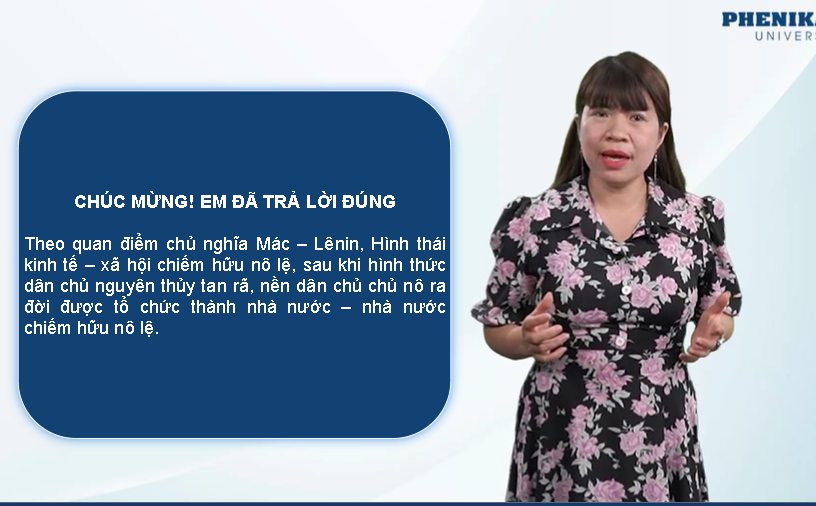 PHENIKA
UNIVERS
CHÚC MỪNG! EM ĐÃ TRẢ LỜI ĐÚNG
Theo quan điểm chủ nghĩa Mác – Lênin, Hình thái
kinh tế – xã hội chiếm hữu nô lệ, sau khi hình thức
dân chủ nguyên thủy tan rã, nền dân chủ chủ nô ra
đời được tổ chức thành nhà nước – nhà nước
chiếm hữu nô lệ.